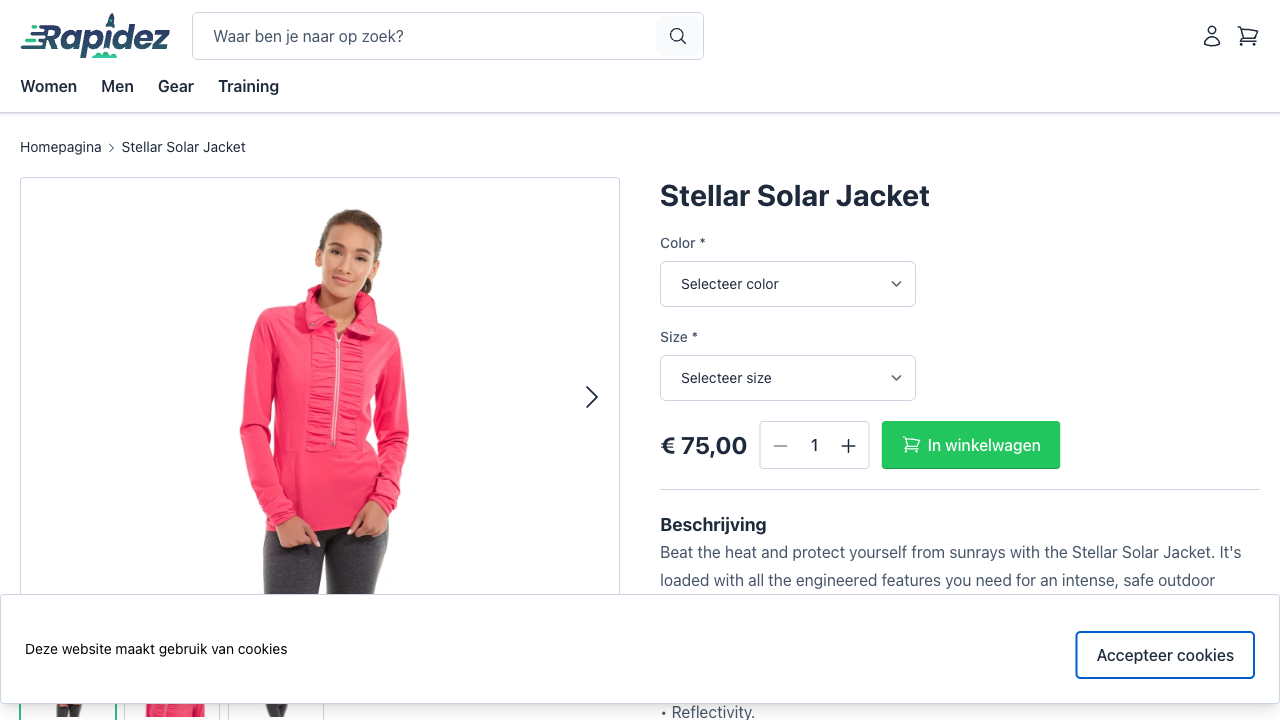 Rapidez
Waar ben je naar op zoek?
Women Men Gear Training
Homepagina Stellar Solar Jacket
Stellar Solar Jacket
Color *
Selecteer color
Size *
Selecteer size
€ 75,00 1 In winkelwagen
Beschrijving
Beat the heat and protect yourself from sunrays with the Stellar Solar Jacket. It's
loaded with all the engineered features you need for an intense, safe outdoor
Deze website maakt gebruik van cookies
Accepteer cookies
• Reflectivity.